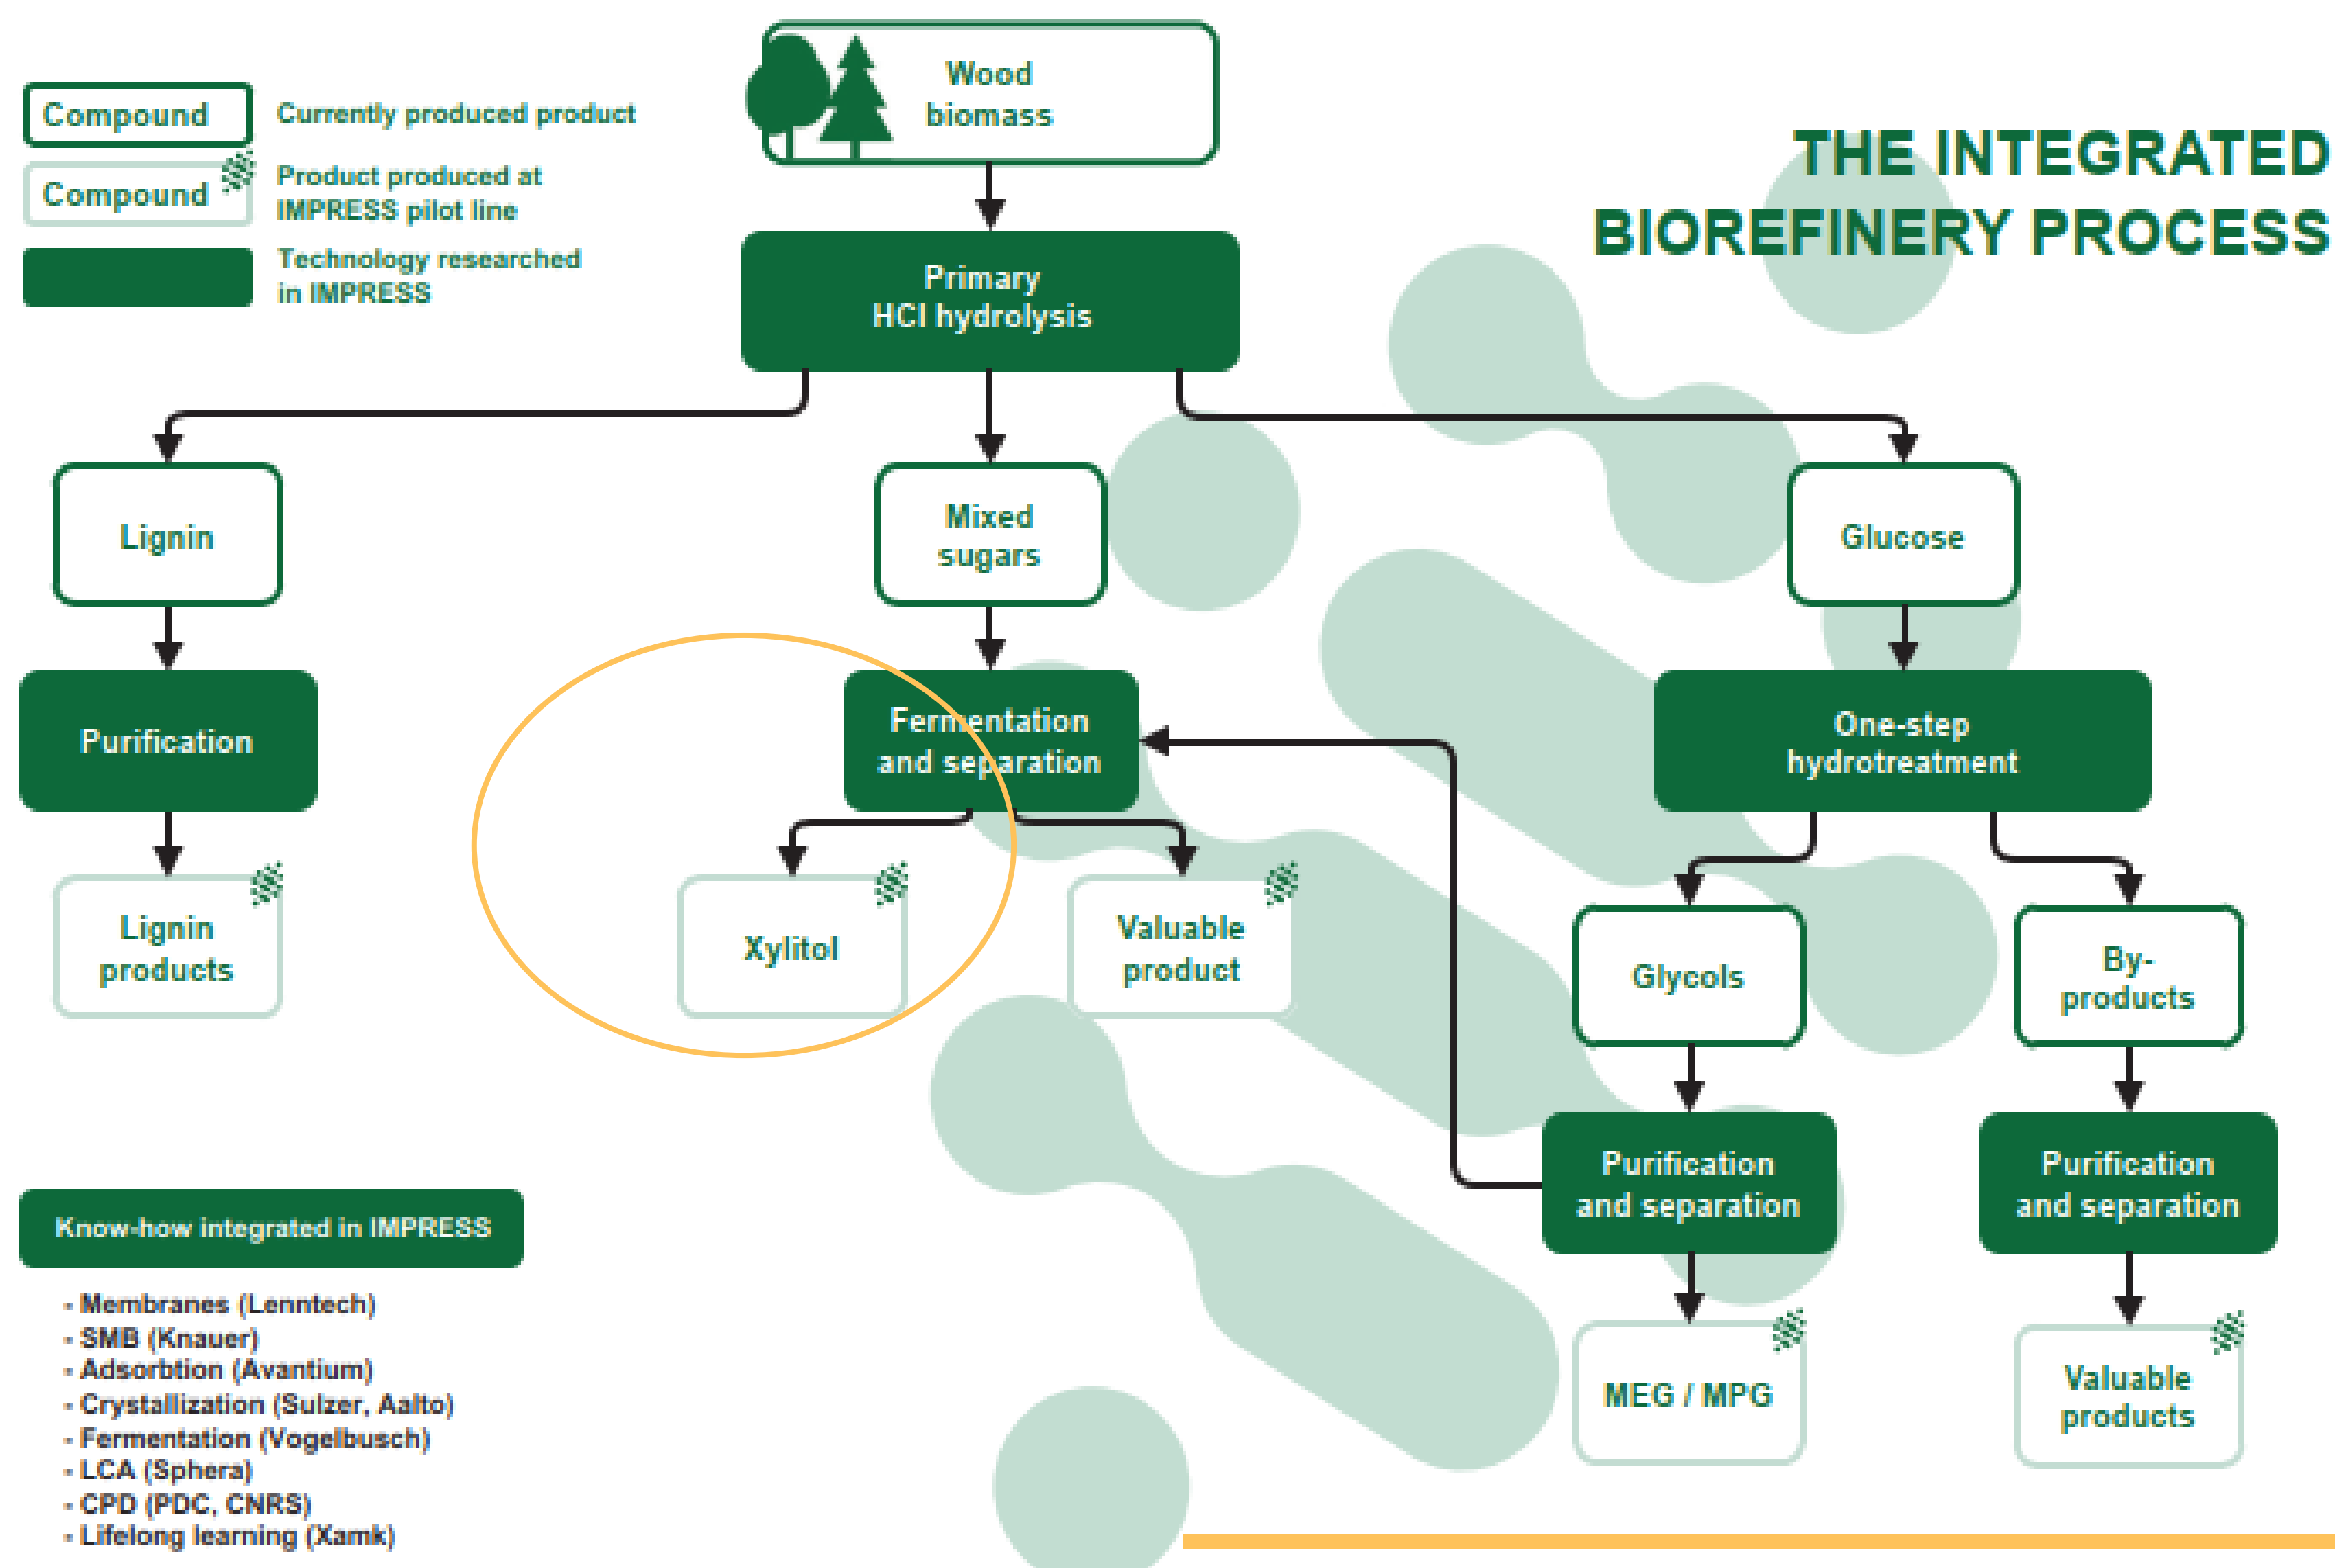 Compound
Currently produced product
Compound
Product produced at
IMPRESS pilot line
Technology researched
in IMPRESS
THE INTEGRATED
BIOREFINERY PROCESS
Wood
biomass
Primary
HCl hydrolysis
Lignin
Mixed
sugars
Glucose
Purification
Fermentation
and separation
One-step
hydrotreatment
Lignin
products
Xylitol
Valuable
product
Glycols
By-
products
Purification
and separation
Purification
and separation
MEG / MPG
Valuable
products
Know-how integrated in IMPRESS
- Membranes (Lenntech)
- SMB (Knauer)
- Adsorbtion (Avantium)
- Crystallization (Sulzer, Aalto)
- Fermentation (Vogelbusch)
- LCA (Sphera)
- CPD (PDC, CNRS)
- Lifelong learning (Xamk)